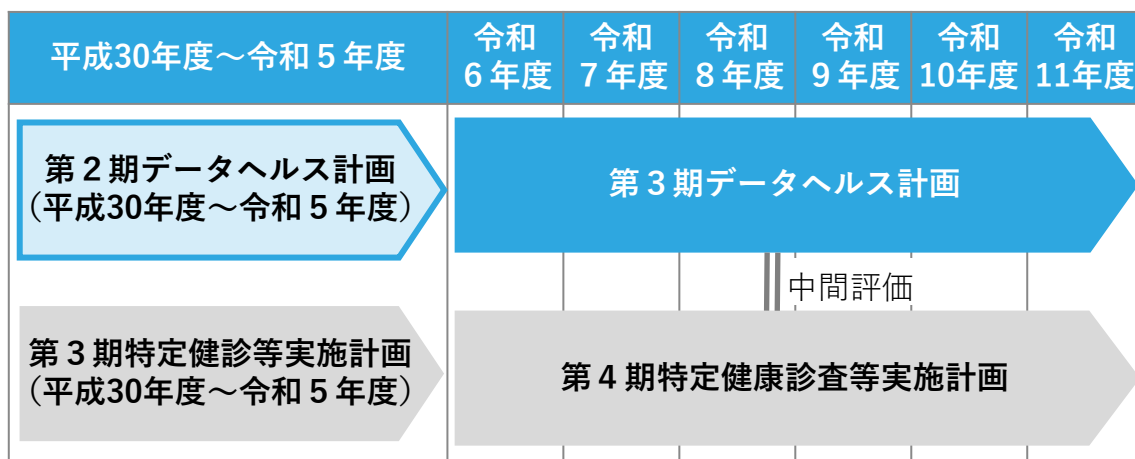 平成30年度～令和５年度
令和
６年度
令和
７年度
令和
８年度
令和
９年度
令和
10年度
令和
11年度
第２期データヘルス計画
（平成30年度～令和５年度）
第３期データヘルス計画
中間評価
第３期特定健診等実施計画
（平成30年度～令和５年度）
第４期特定健康診査等実施計画